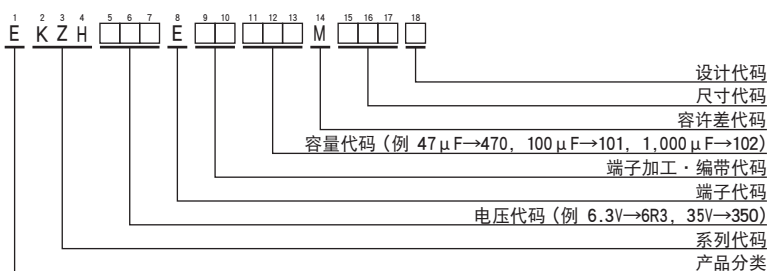 1 2 3 4 5 6 7 8 9 10 11 12 13 14 15 16 17 18
E K Z H □□□ E □□ □□□ M □□□ □
设计代码
尺寸代码
容许差代码
容量代码（例 47μF→470, 100μF→101, 1,000μF→102）
端子加工・编带代码
端子代码
电压代码（例 6.3V→6R3, 35V→350）
系列代码
产品分类